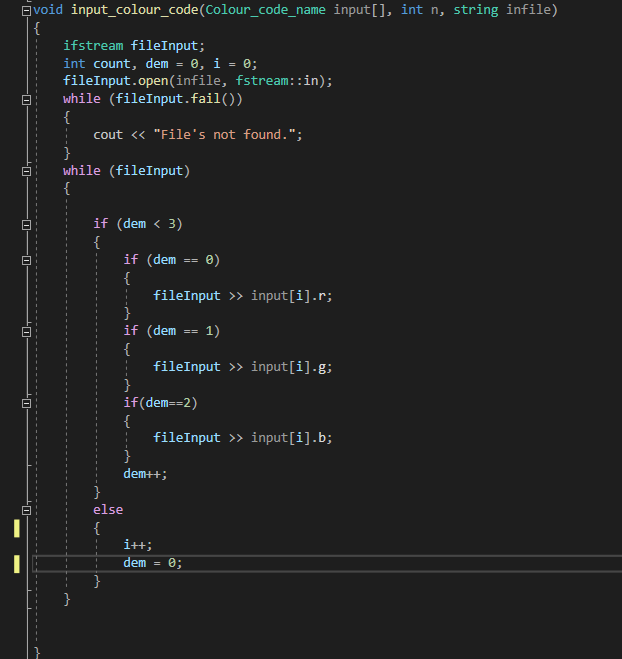 void input_colour_code(Colour_code_name input[], int n, string infile)
{
ifstream fileInput;
int count, dem = 0, i = 0;
fileInput.open(infile, fstream::in);
while (fileInput.fail())
{
cout << "File's not found.";
}
while (fileInput)
{
if (dem < 3)
{
if (dem == 0)
{
fileInput >> input[i].r;
}
if (dem == 1)
{
fileInput >> input[i].g;
}
if(dem==2)
{
fileInput >> input[i].b;
}
dem++;
}
else
{
i++;
dem = 0;
}
}
}